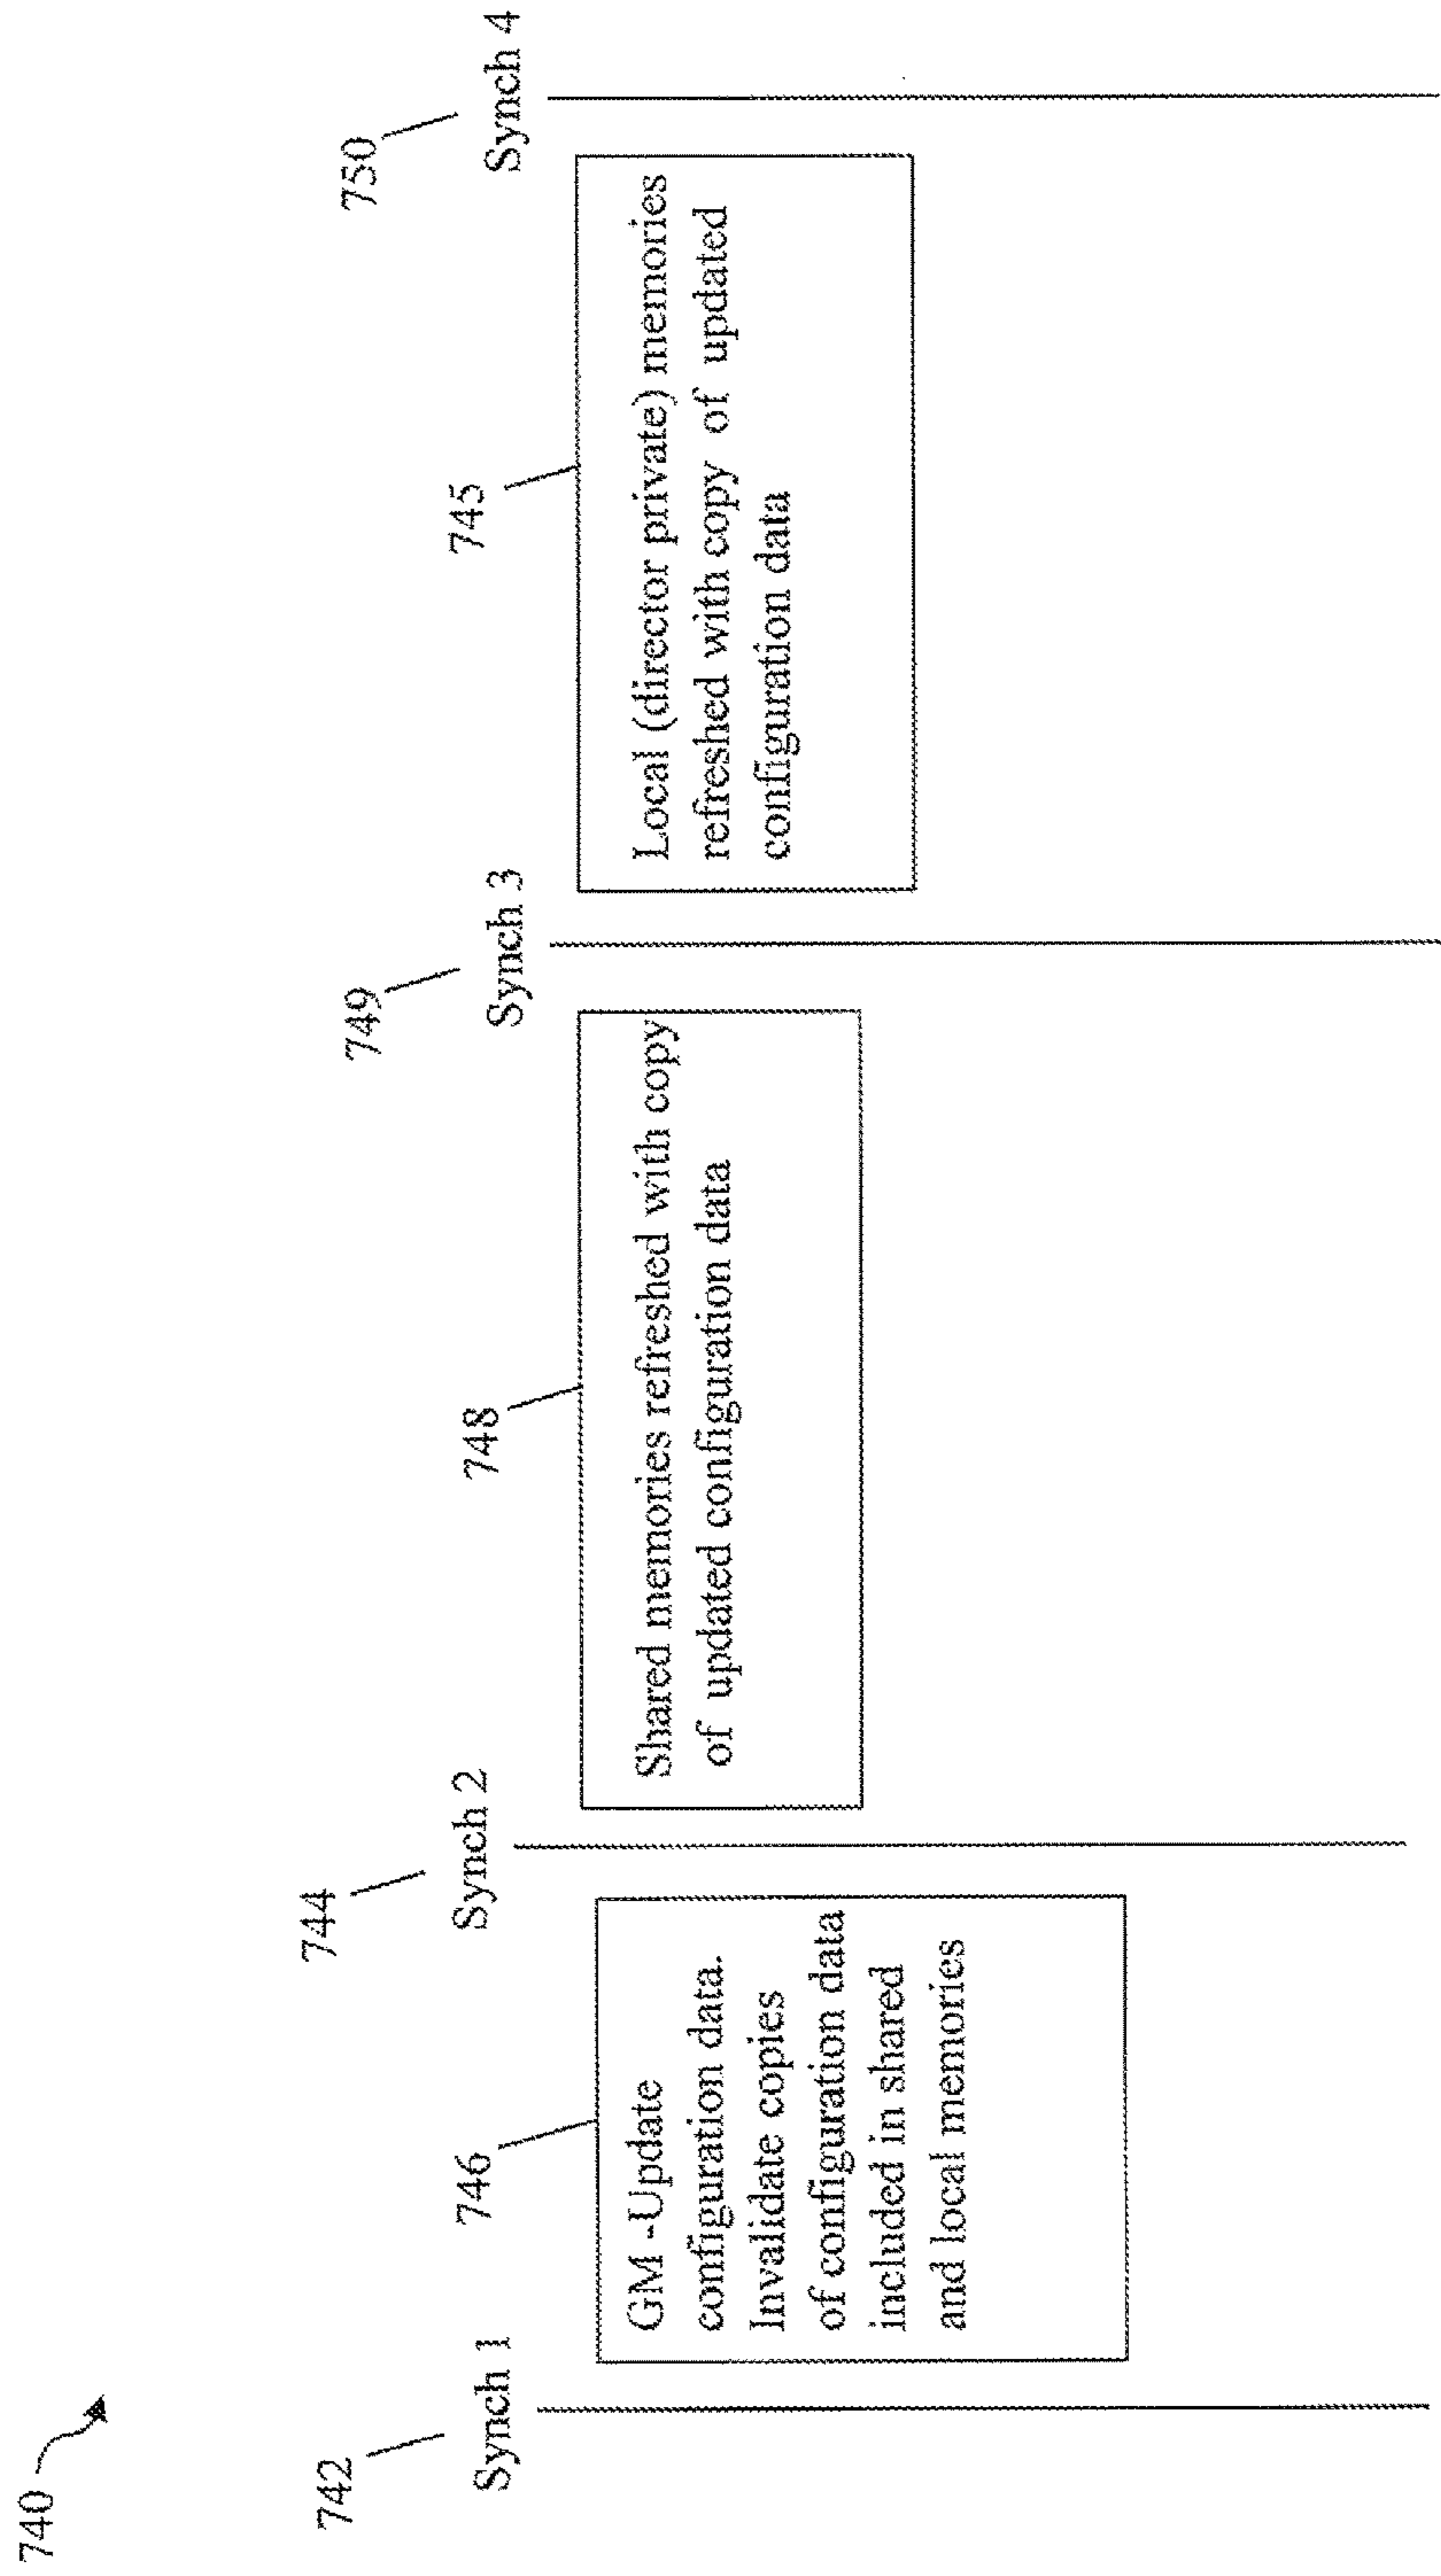 740
742
Synch 1
746
GM -Update
configuration data.
Invalidate copies
of configuration data
included in shared
and local memories
744
Synch 2
748
Shared memories refreshed with copy
of updated configuration data
749
Synch 3
745
Local (director private) memories
refreshed with copy of updated
configuration data
750
Synch 4